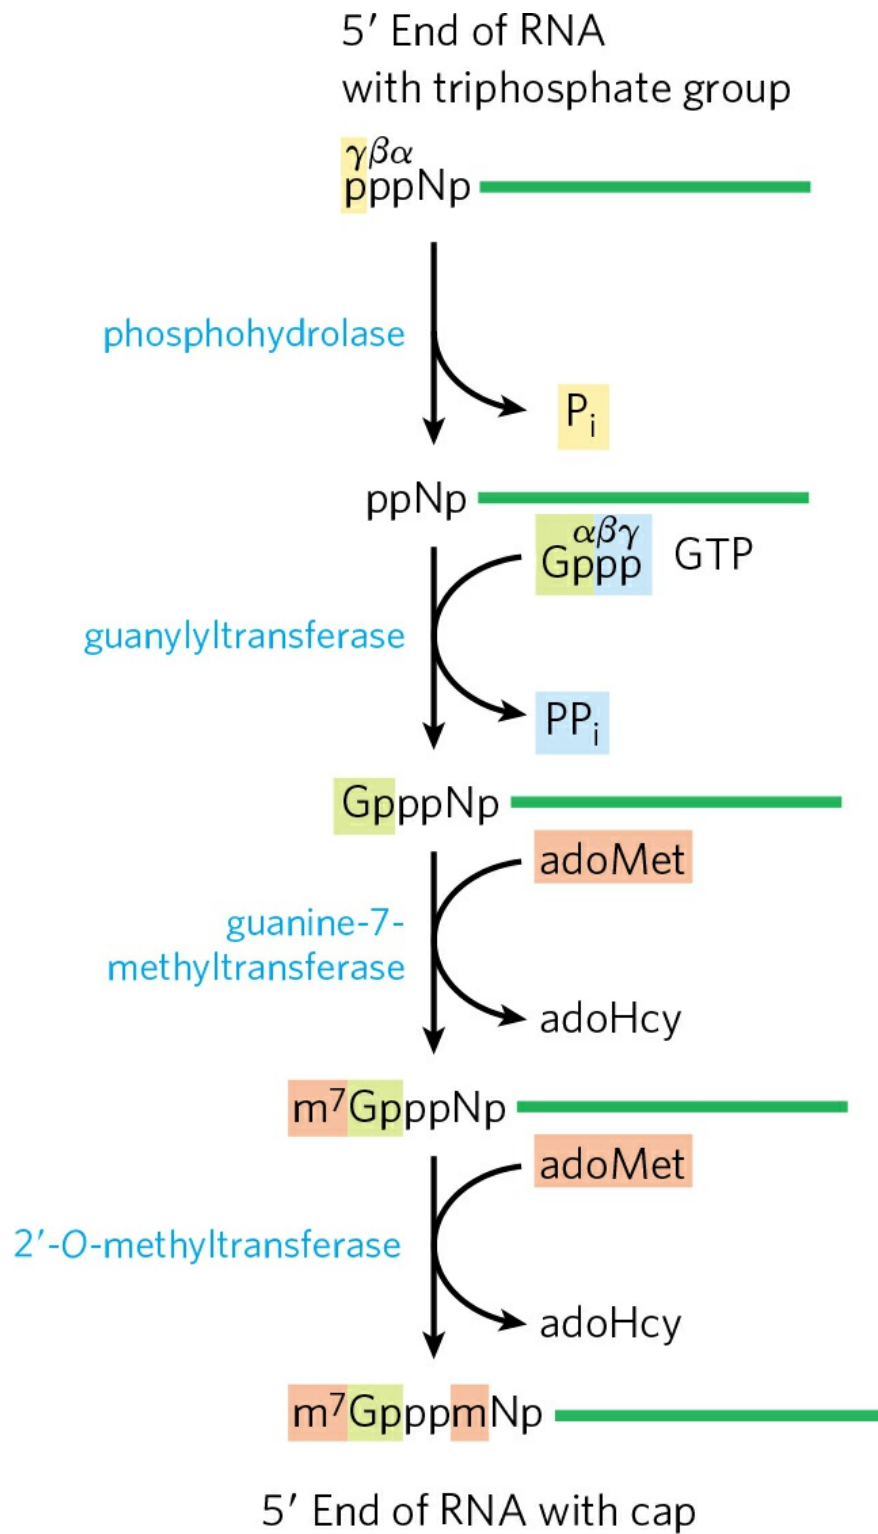 5′ End of RNA
with triphosphate group
γβα
pppNp
phosphohydrolase
Pᵢ
ppNp
αβγ
Gppp GTP
guanylyltransferase
PPᵢ
GpppNp
adoMet
guanine-7-
methyltransferase
adoHcy
m⁷GpppNp
adoMet
2′-O-methyltransferase
adoHcy
m⁷GpppmNp
5′ End of RNA with cap